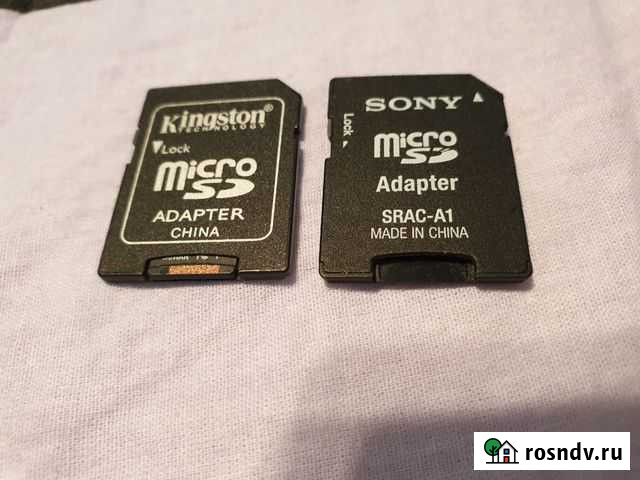 Kingston®
TECHNOLOGY
Lock
Micro
SD
ADAPTER
CHINA
SONY
Lock
Micro
SD
Adapter
SRAC-A1
MADE IN CHINA
rosndv.ru